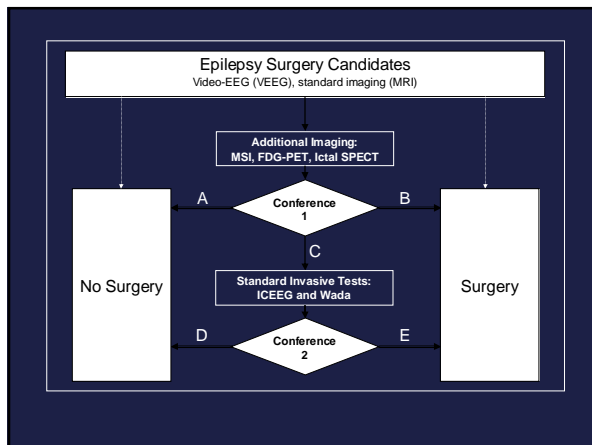 Epilepsy Surgery Candidates
Video-EEG (VEEG), standard imaging (MRI)
Additional Imaging:
MSI, FDG-PET, Ictal SPECT
A
Conference
1
B
C
No Surgery
Standard Invasive Tests:
ICEEG and Wada
Surgery
D
Conference
2
E